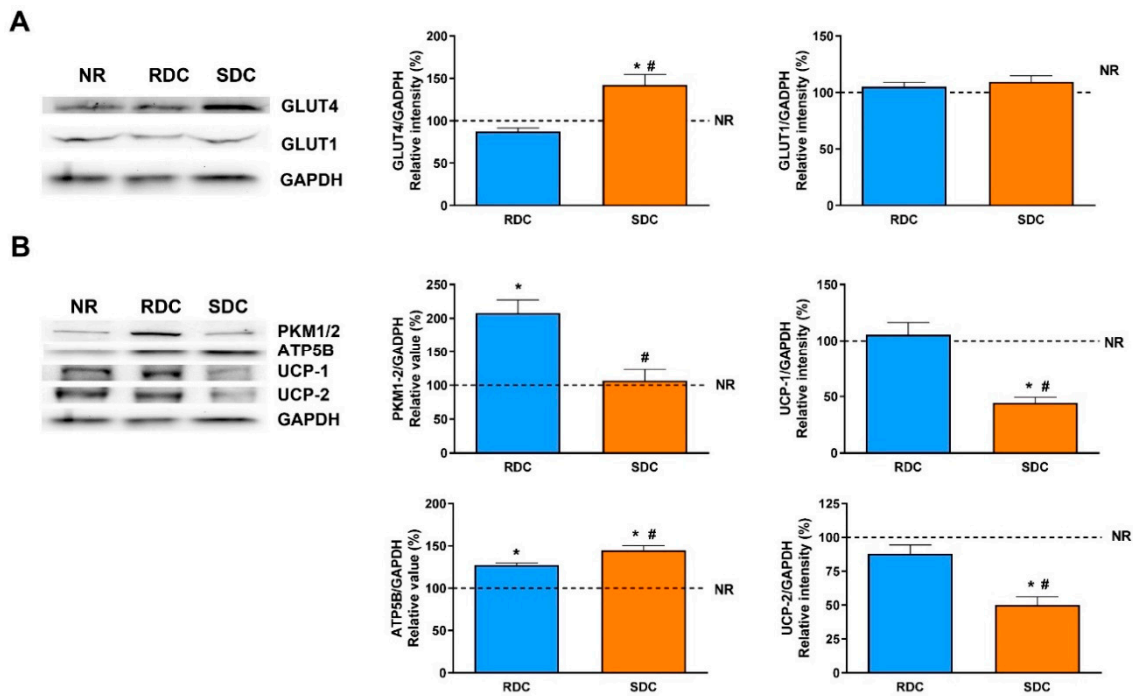 A
NR RDC SDC
GLUT4
GLUT1
GAPDH
GLUT4/GADPH
Relative intensity (%)
200
150
100
50
0
* #
NR
RDC SDC
GLUT1/GADPH
Relative intensity (%)
150
100
50
0
NR
RDC SDC
B
NR RDC SDC
PKM1/2
ATP5B
UCP-1
UCP-2
GAPDH
PKM1-2/GADPH
Relative value (%)
250
200
150
100
50
0
*
#
NR
RDC SDC
UCP-1/GAPDH
Relative intensity (%)
150
100
50
0
* #
NR
RDC SDC
ATP5B/GAPDH
Relative value (%)
200
150
100
50
0
*
* #
NR
RDC SDC
UCP-2/GAPDH
Relative intensity (%)
125
100
75
50
25
0
* #
NR
RDC SDC